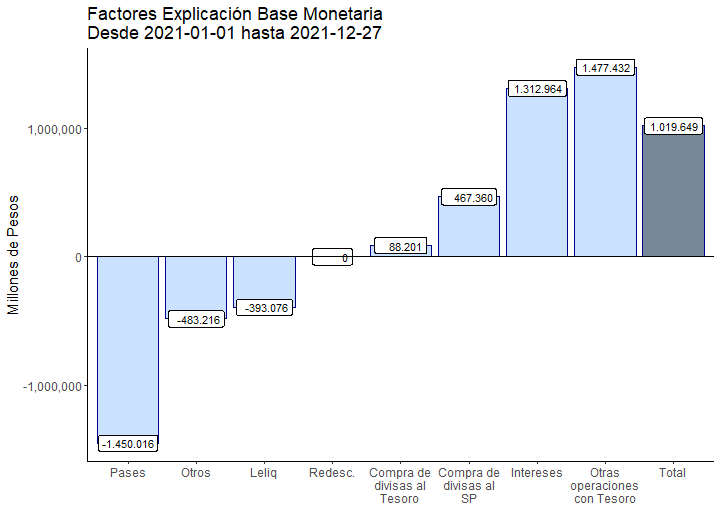 Factores Explicación Base Monetaria
Desde 2021-01-01 hasta 2021-12-27
Millones de Pesos
1,000,000
0
-1,000,000
-1.450.016
-483.216
-393.076
0
88.201
467.360
1.312.964
1.477.432
1.019.649
Pases
Otros
Leliq
Redesc.
Compra de
divisas al
Tesoro
Compra de
divisas al
SP
Intereses
Otras
operaciones
con Tesoro
Total